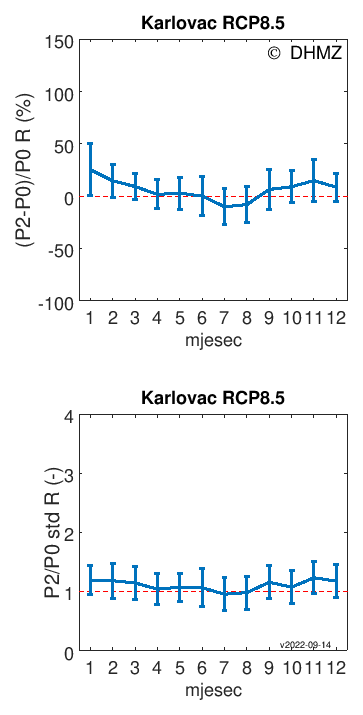 Karlovac RCP8.5
© DHMZ
(P2-P0)/P0 R (%)
150
100
50
0
-50
-100
1 2 3 4 5 6 7 8 9 10 11 12
mjesec
Karlovac RCP8.5
P2/P0 std R (-)
4
3
2
1
0
v2022-09-14
1 2 3 4 5 6 7 8 9 10 11 12
mjesec